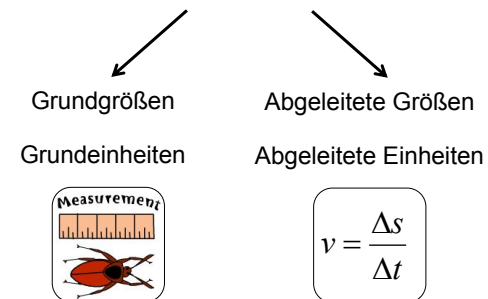 Grundgrößen Abgeleitete Größen
Grundeinheiten Abgeleitete Einheiten
Measurement
v = Δs / Δt